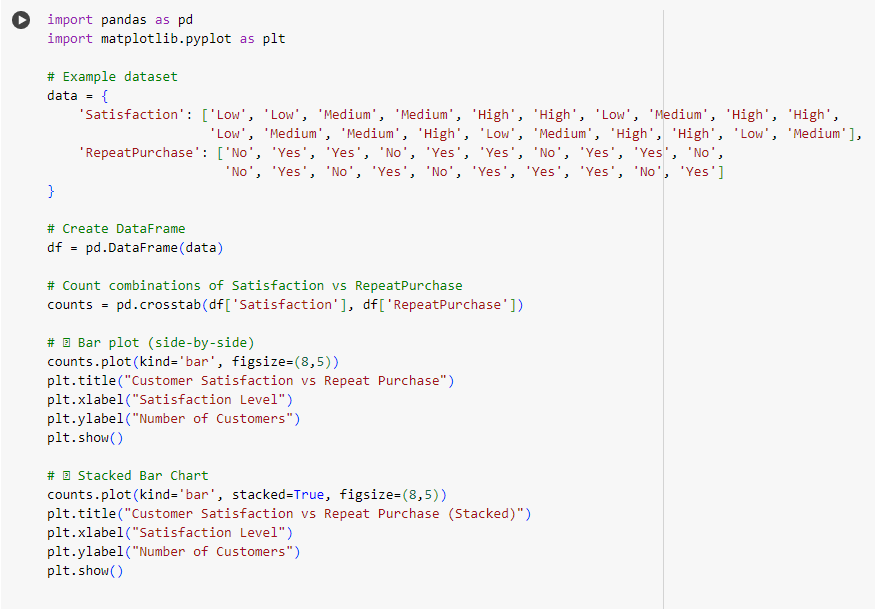 import pandas as pd
import matplotlib.pyplot as plt
# Example dataset
data = {
'Satisfaction': ['Low', 'Low', 'Medium', 'Medium', 'High', 'High', 'Low', 'Medium', 'High', 'High',
'Low', 'Medium', 'Medium', 'High', 'Low', 'Medium', 'High', 'High', 'Low', 'Medium'],
'RepeatPurchase': ['No', 'Yes', 'Yes', 'No', 'Yes', 'Yes', 'No', 'Yes', 'Yes', 'No',
'No', 'Yes', 'No', 'Yes', 'No', 'Yes', 'Yes', 'Yes', 'No', 'Yes']
}
# Create DataFrame
df = pd.DataFrame(data)
# Count combinations of Satisfaction vs RepeatPurchase
counts = pd.crosstab(df['Satisfaction'], df['RepeatPurchase'])
# Bar plot (side-by-side)
counts.plot(kind='bar', figsize=(8,5))
plt.title("Customer Satisfaction vs Repeat Purchase")
plt.xlabel("Satisfaction Level")
plt.ylabel("Number of Customers")
plt.show()
# Stacked Bar Chart
counts.plot(kind='bar', stacked=True, figsize=(8,5))
plt.title("Customer Satisfaction vs Repeat Purchase (Stacked)")
plt.xlabel("Satisfaction Level")
plt.ylabel("Number of Customers")
plt.show()